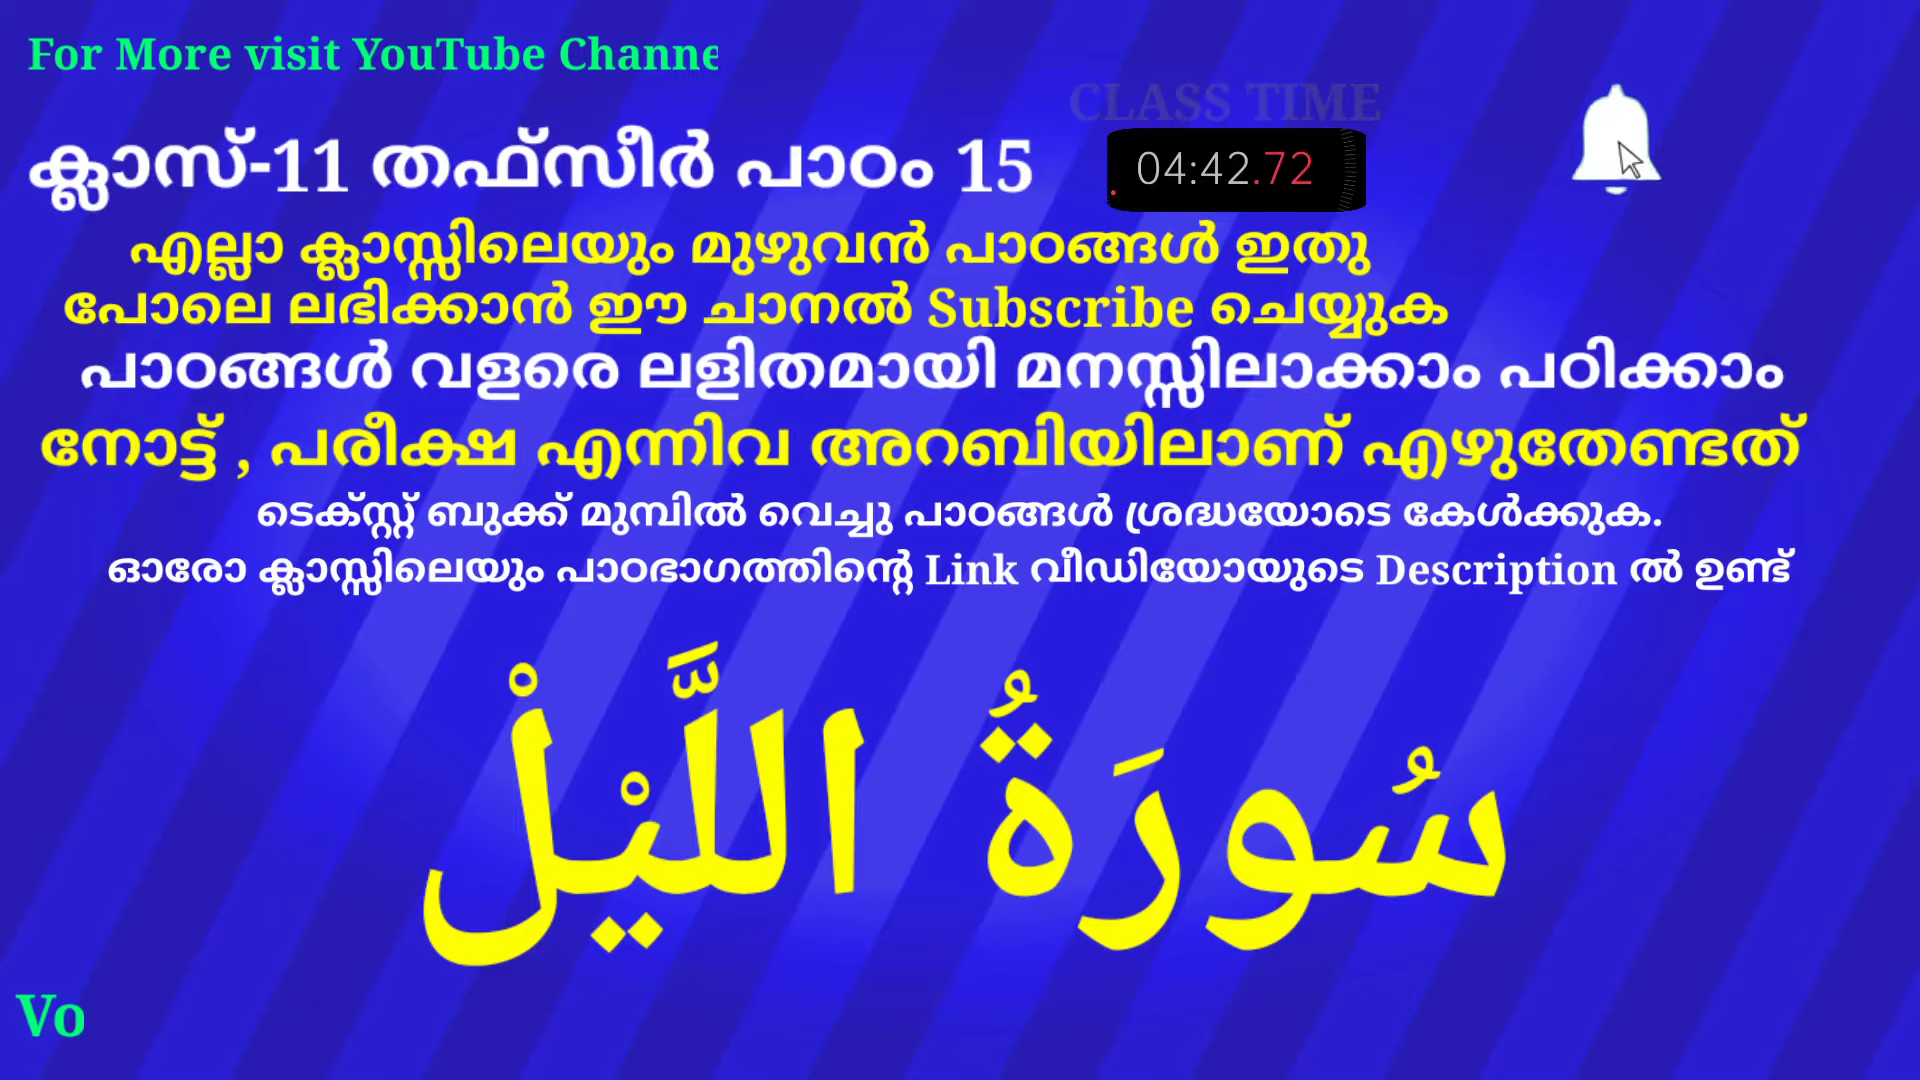 For More visit YouTube Channe
CLASS TIME
ക്ലാസ്-11 തഫ്സീർ പാഠം 15
04:42.72
എല്ലാ ക്ലാസ്സിലെയും മുഴുവൻ പാഠങ്ങൾ ഇതു
പോലെ ലഭിക്കാൻ ഈ ചാനൽ Subscribe ചെയ്യുക
പാഠങ്ങൾ വളരെ ലളിതമായി മനസ്സിലാക്കാം പഠിക്കാം
നോട്ട് , പരീക്ഷ എന്നിവ അറബിയിലാണ് എഴുതേണ്ടത്
ടെക്സ്റ്റ് ബുക്ക് മുമ്പിൽ വെച്ചു പാഠങ്ങൾ ശ്രദ്ധയോടെ കേൾക്കുക.
ഓരോ ക്ലാസ്സിലെയും പാഠഭാഗത്തിന്റെ Link വീഡിയോയുടെ Description ൽ ഉണ്ട്
سُورَةُ اللَّيْلْ
Vo